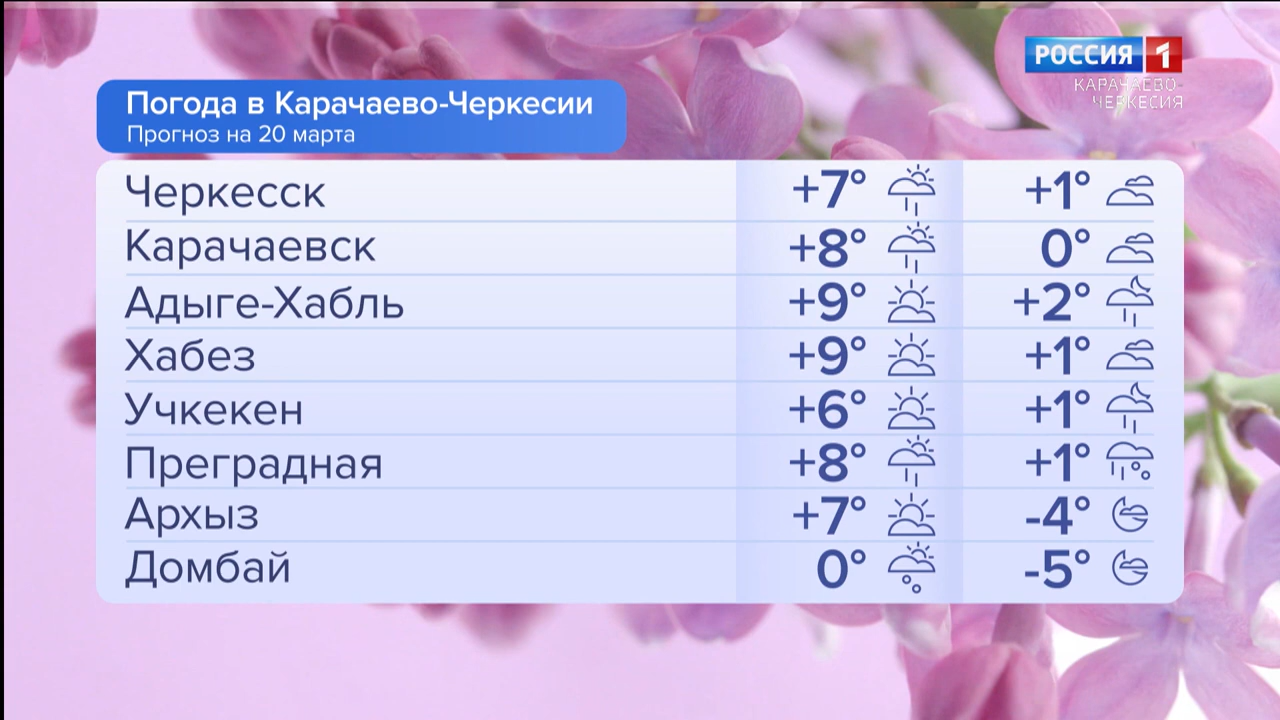 РОССИЯ 1
КАРАЧАЕВО-
ЧЕРКЕСИЯ
Погода в Карачаево-Черкесии
Прогноз на 20 марта
Черкесск +7° +1°
Карачаевск +8° 0°
Адыге-Хабль +9° +2°
Хабез +9° +1°
Учкекен +6° +1°
Преградная +8° +1°
Архыз +7° -4°
Домбай 0° -5°